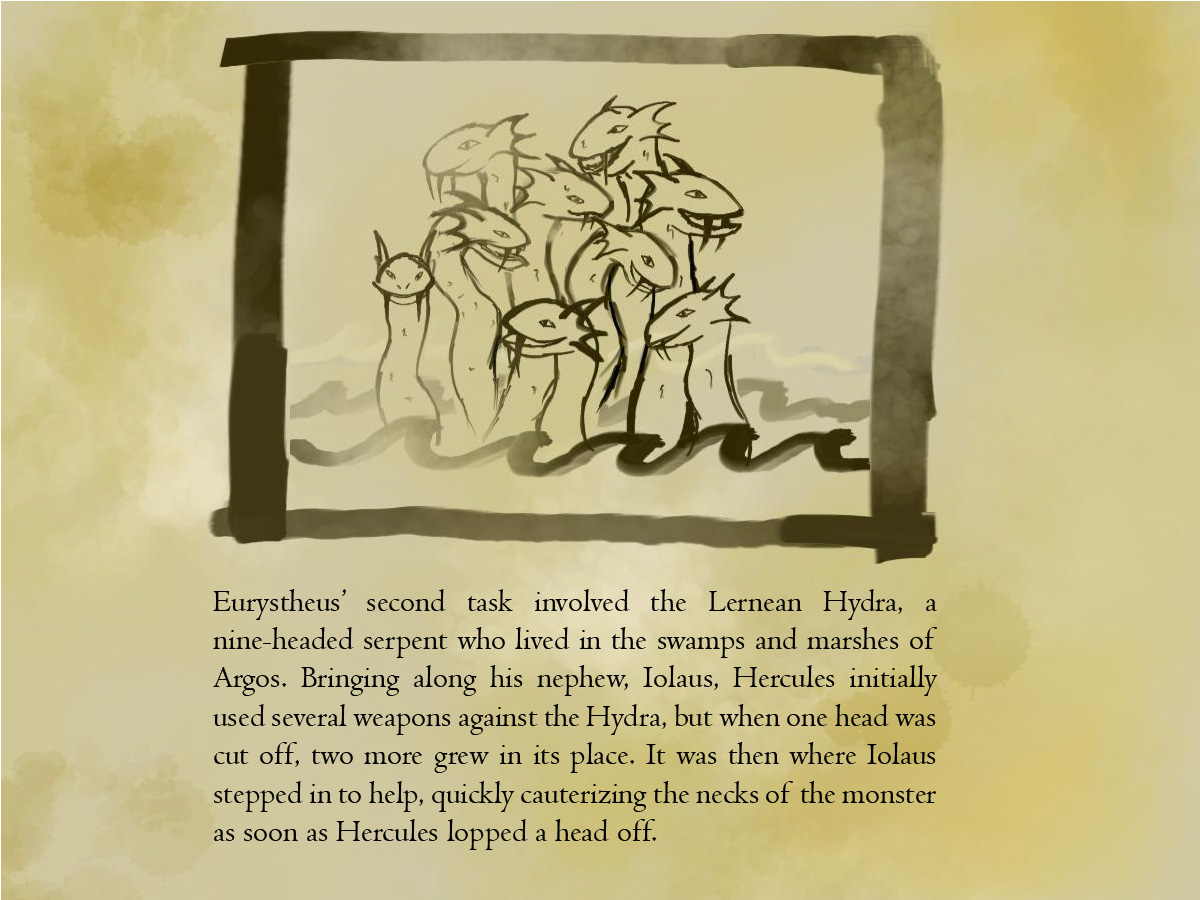 Eurystheus’ second task involved the Lernean Hydra, a
nine-headed serpent who lived in the swamps and marshes of
Argos. Bringing along his nephew, Iolaus, Hercules initially
used several weapons against the Hydra, but when one head was
cut off, two more grew in its place. It was then where Iolaus
stepped in to help, quickly cauterizing the necks of the monster
as soon as Hercules lopped a head off.